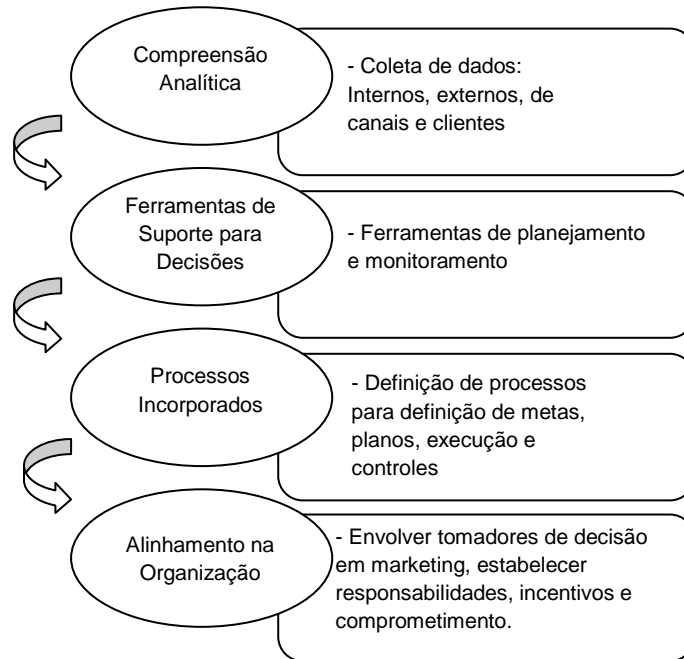 Compreensão
Analítica
- Coleta de dados:
Internos, externos, de
canais e clientes
Ferramentas de
Suporte para
Decisões
- Ferramentas de planejamento
e monitoramento
Processos
Incorporados
- Definição de processos
para definição de metas,
planos, execução e
controles
Alinhamento na
Organização
- Envolver tomadores de decisão
em marketing, estabelecer
responsabilidades, incentivos e
comprometimento.